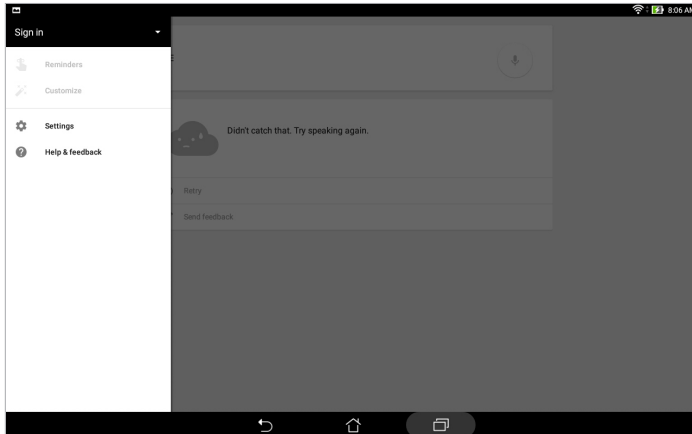 8:06 AM
Sign in
Reminders
Customize
Didn't catch that. Try speaking again.
Settings
Help & feedback
Retry
Send feedback